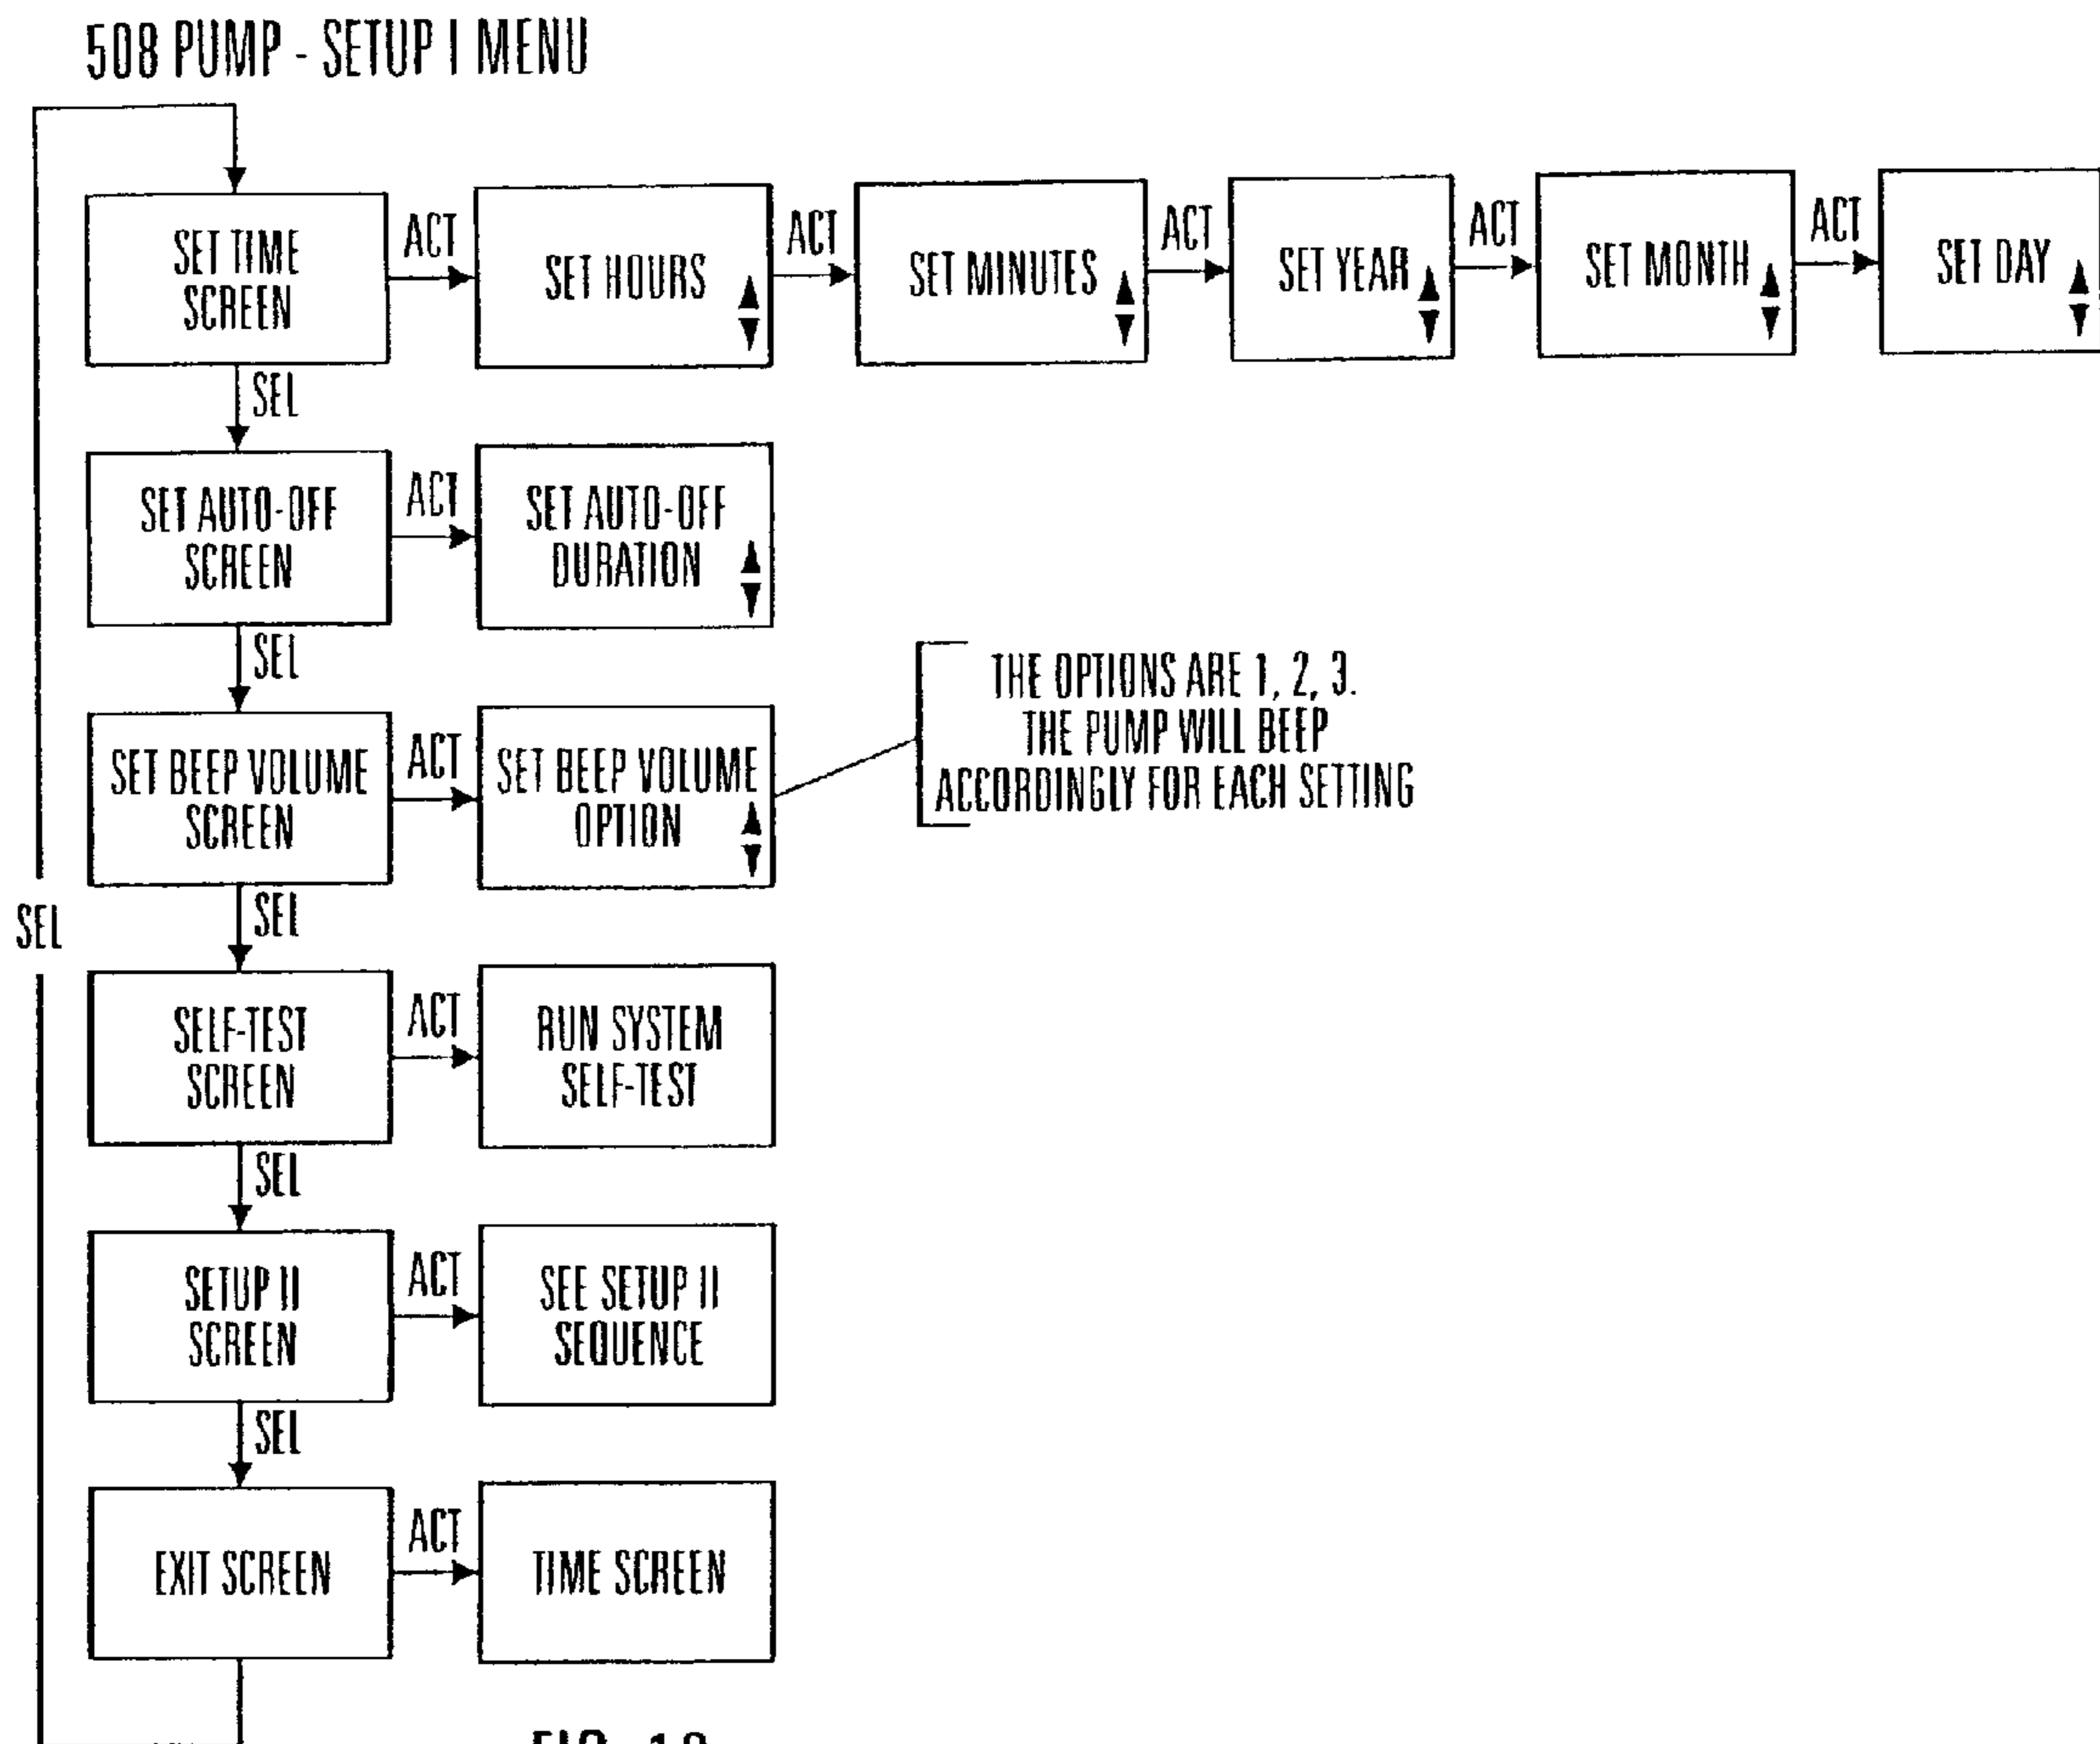 508 PUMP - SETUP I MENU
SET TIME
SCREEN
ACT
SET HOURS
ACT
SET MINUTES
ACT
SET YEAR
ACT
SET MONTH
ACT
SET DAY
SEL
SET AUTO-OFF
SCREEN
ACT
SET AUTO-OFF
DURATION
SEL
SET BEEP VOLUME
SCREEN
ACT
SET BEEP VOLUME
OPTION
THE OPTIONS ARE 1, 2, 3.
THE PUMP WILL BEEP
ACCORDINGLY FOR EACH SETTING
SEL
SEL
SELF-TEST
SCREEN
ACT
RUN SYSTEM
SELF-TEST
SEL
SETUP II
SCREEN
ACT
SEE SETUP II
SEQUENCE
SEL
EXIT SCREEN
ACT
TIME SCREEN